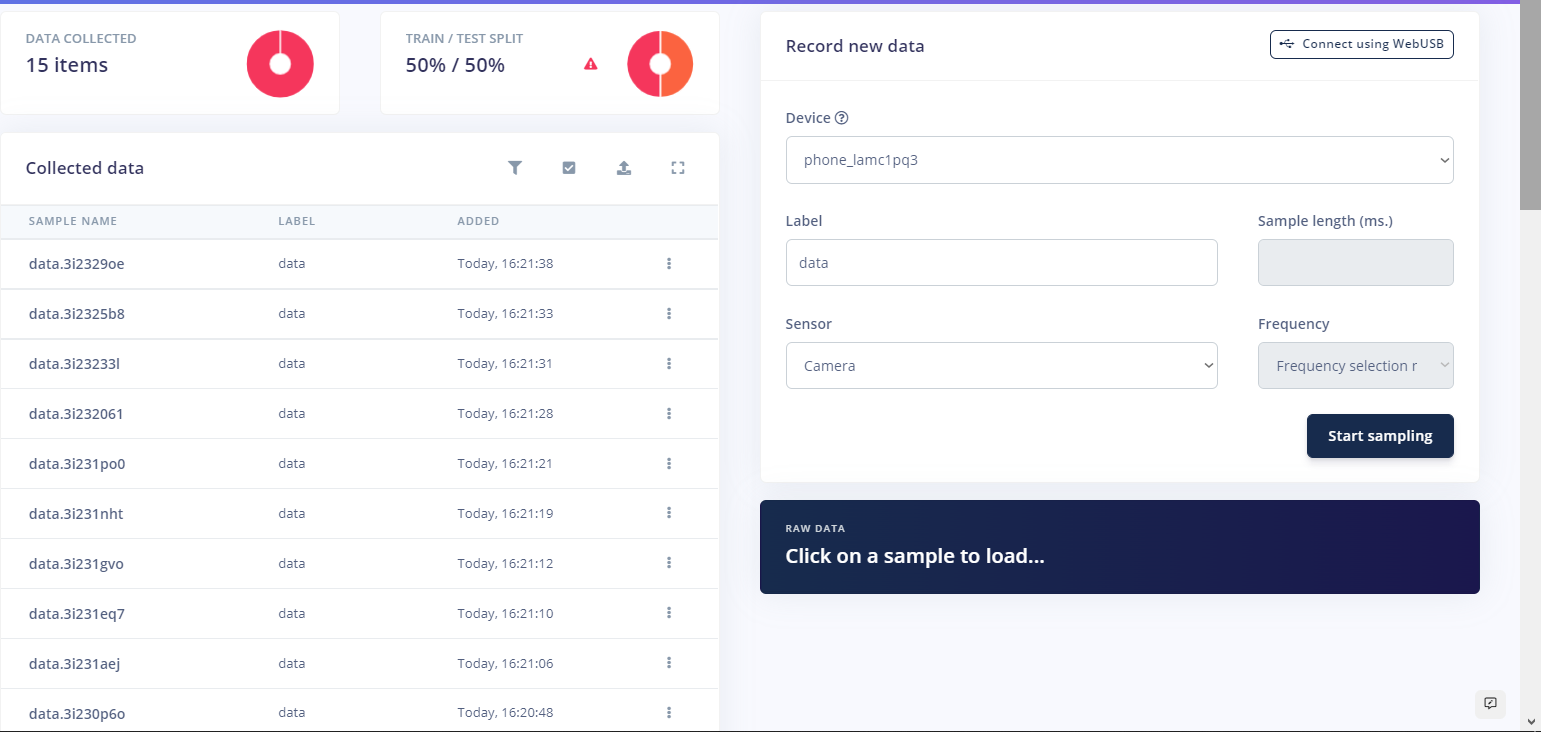 DATA COLLECTED
15 items
TRAIN / TEST SPLIT
50% / 50%
Collected data
SAMPLE NAME LABEL ADDED
data.3i2329oe data Today, 16:21:38
data.3i2325b8 data Today, 16:21:33
data.3i23233l data Today, 16:21:31
data.3i232061 data Today, 16:21:28
data.3i231po0 data Today, 16:21:21
data.3i231nht data Today, 16:21:19
data.3i231gvo data Today, 16:21:12
data.3i231eq7 data Today, 16:21:10
data.3i231aej data Today, 16:21:06
data.3i230p6o data Today, 16:20:48
Record new data
Connect using WebUSB
Device ?
phone_lamc1pq3
Label Sample length (ms.)
data
Sensor Frequency
Camera Frequency selection r
Start sampling
RAW DATA
Click on a sample to load...